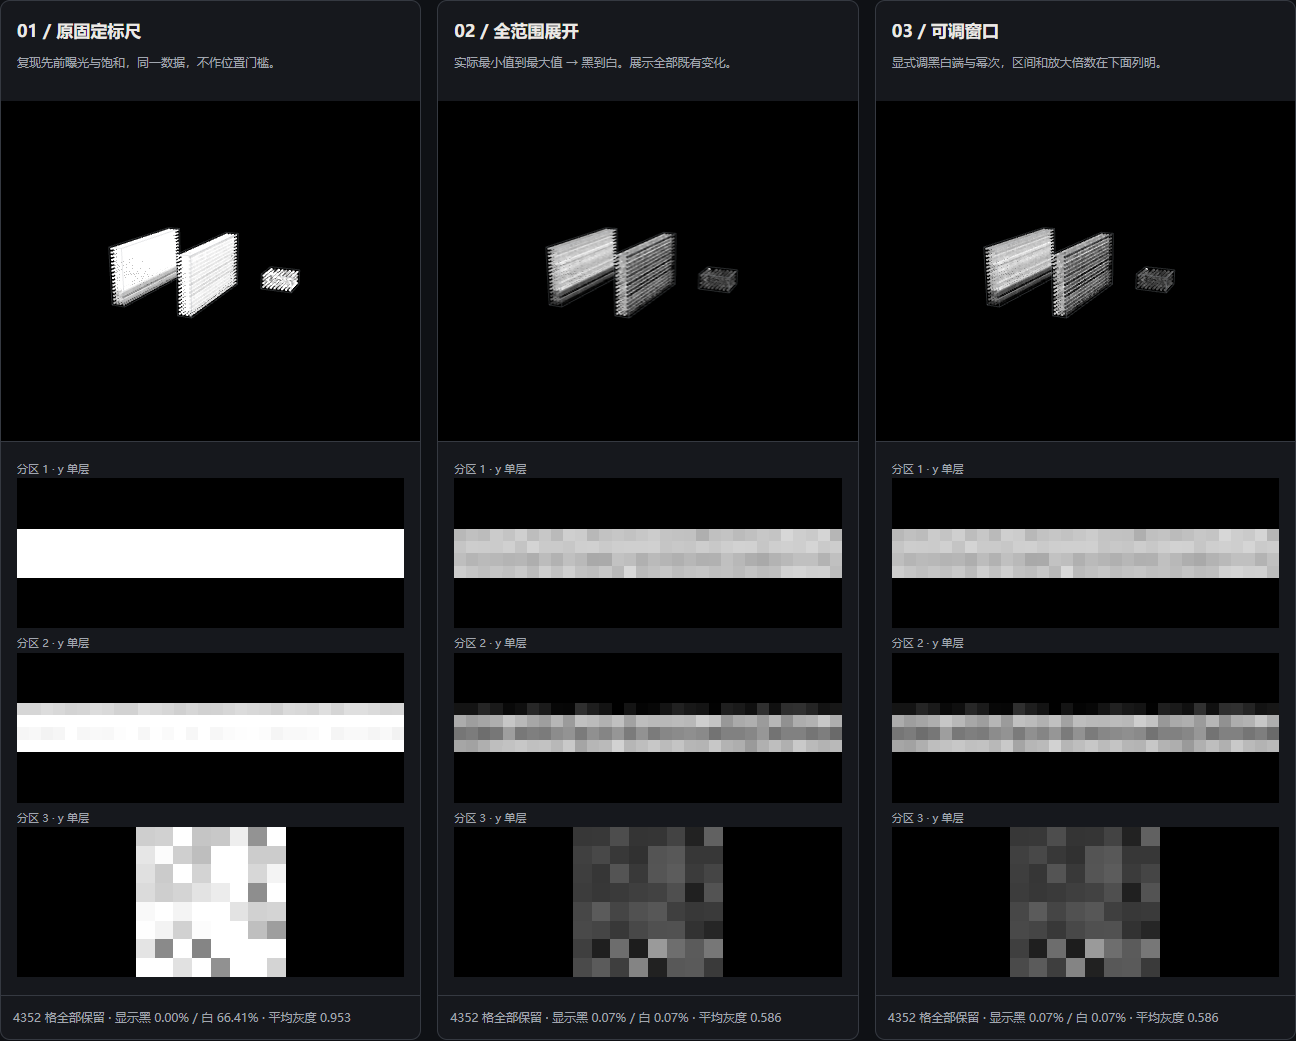 01 / 原固定标尺
复现先前曝光与饱和，同一数据，不作位置门槛。
分区 1 · y 单层
分区 2 · y 单层
分区 3 · y 单层
4352 格全部保留 · 显示黑 0.00% / 白 66.41% · 平均灰度 0.953
02 / 全范围展开
实际最小值到最大值 → 黑到白。展示全部既有变化。
分区 1 · y 单层
分区 2 · y 单层
分区 3 · y 单层
4352 格全部保留 · 显示黑 0.07% / 白 0.07% · 平均灰度 0.586
03 / 可调窗口
显式调黑白端与幂次，区间和放大倍数在下面列明。
分区 1 · y 单层
分区 2 · y 单层
分区 3 · y 单层
4352 格全部保留 · 显示黑 0.07% / 白 0.07% · 平均灰度 0.586